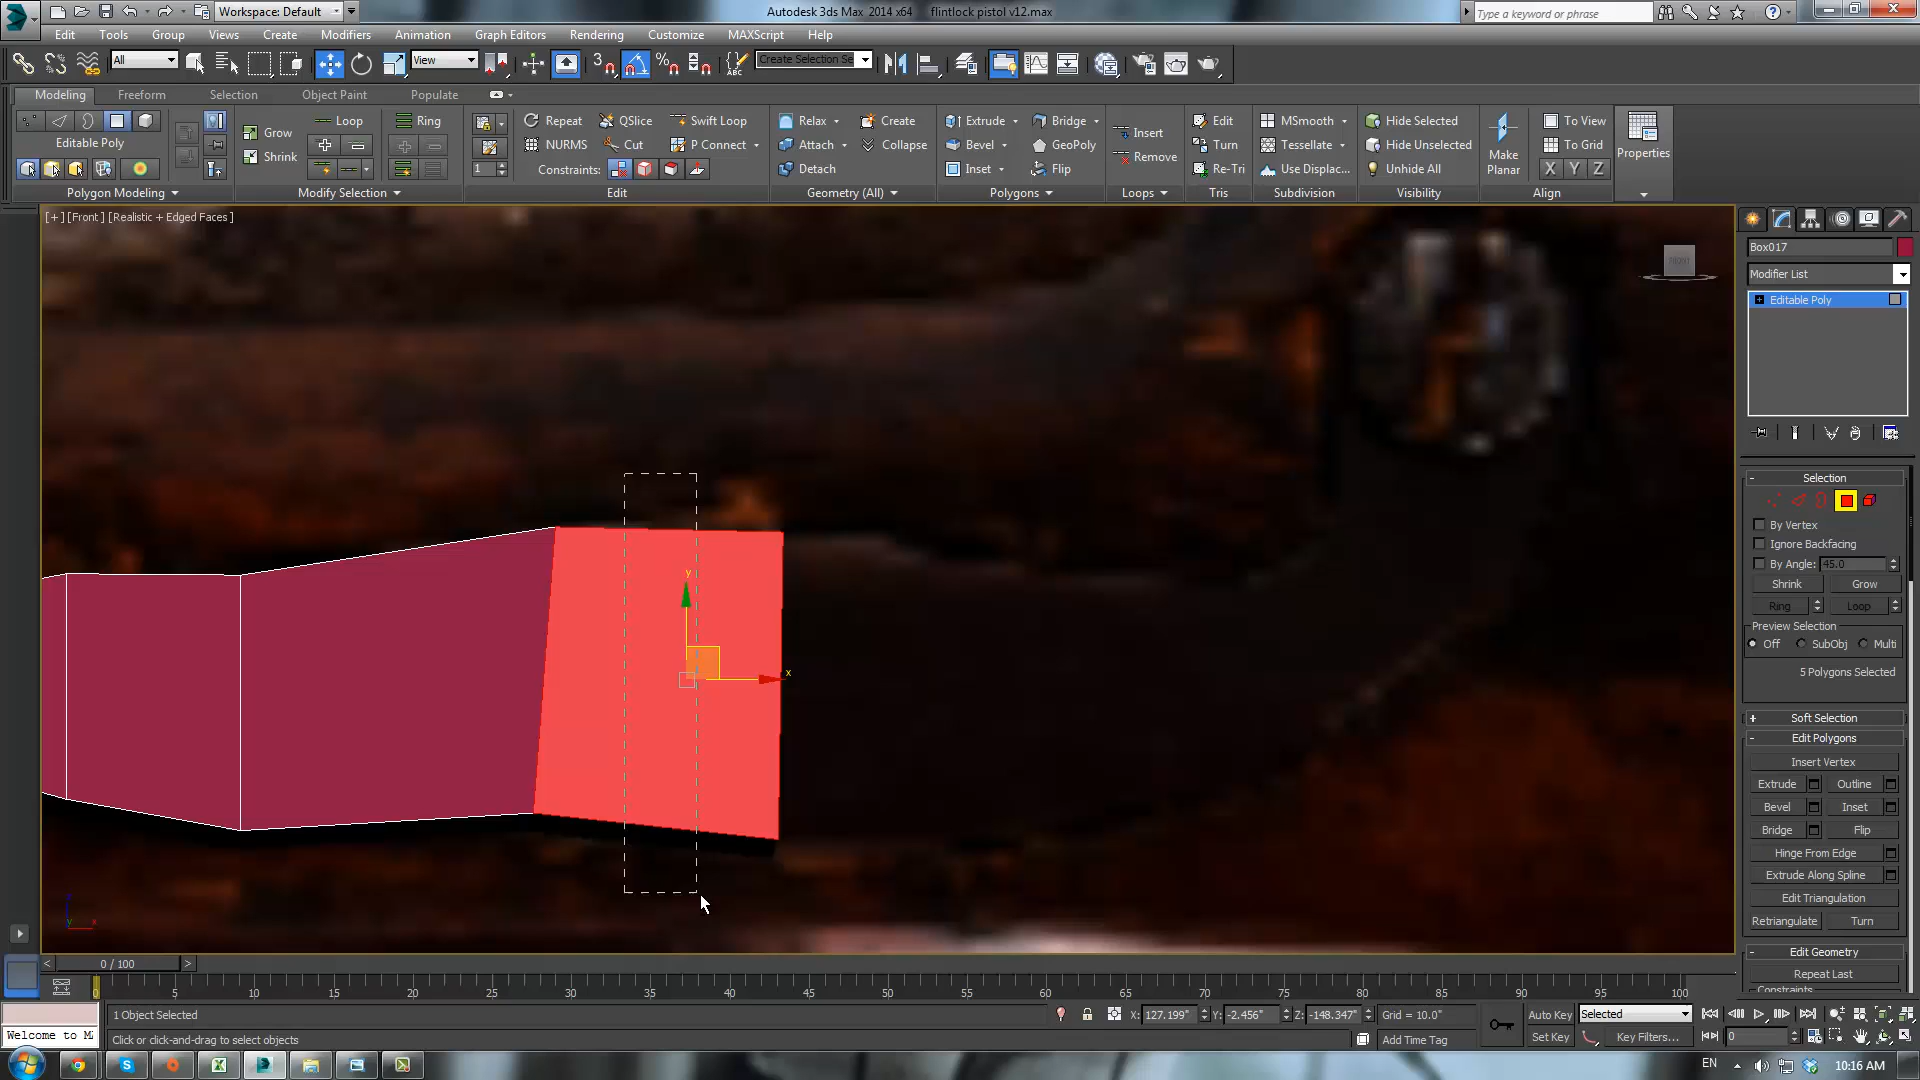 Workspace: Default
Autodesk 3ds Max 2014 x64 flintlock pistol v12.max
Type a keyword or phrase
Edit Tools Group Views Create Modifiers Animation Graph Editors Rendering Customize MAXScript Help
All View 3 Create Selection Se
Modeling Freeform Selection Object Paint Populate
Grow Loop Ring Repeat QSlice Swift Loop Relax Create Extrude Bridge Insert Edit MSmooth Hide Selected To View
Editable Poly Shrink NURMS Cut P Connect Attach Collapse Bevel GeoPoly Remove Turn Tessellate Hide Unselected Make Planar To Grid Properties
1 Constraints: Detach Inset Flip Re-Tri Use Displac... Unhide All X Y Z
Polygon Modeling Modify Selection Edit Geometry (All) Polygons Loops Tris Subdivision Visibility Align
[+] [Front] [Realistic + Edged Faces]
FRONT
y
x
Box017
Modifier List
Editable Poly
Selection
By Vertex
Ignore Backfacing
By Angle: 45.0
Shrink Grow
Ring Loop
Preview Selection
Off SubObj Multi
5 Polygons Selected
Soft Selection
Edit Polygons
Insert Vertex
Extrude Outline
Bevel Inset
Bridge Flip
Hinge From Edge
Extrude Along Spline
Edit Triangulation
Retriangulate Turn
Edit Geometry
Repeat Last
Constraints
< 0 / 100 >
0 5 10 15 20 25 30 35 40 45 50 55 60 65 70 75 80 85 90 95 100
1 Object Selected X: 127.199" Y: -2.456" Z: -148.347" Grid = 10.0" Auto Key Selected
Welcome to M Click or click-and-drag to select objects Add Time Tag Set Key Key Filters... 0
EN 10:16 AM